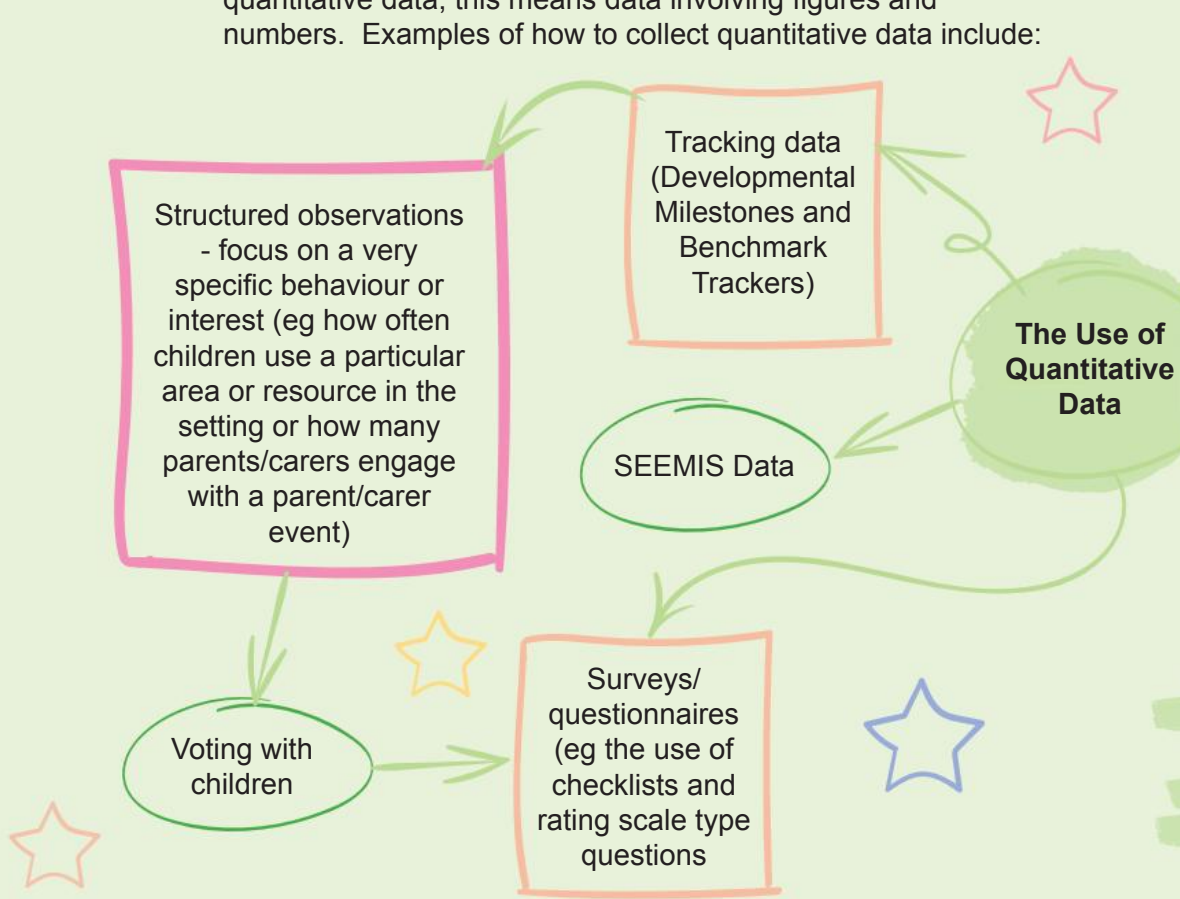 quantitative data, this means data involving figures and
numbers.  Examples of how to collect quantitative data include:
Tracking data
(Developmental
Milestones and
Benchmark
Trackers)
Structured observations
- focus on a very
specific behaviour or
interest (eg how often
children use a particular
area or resource in the
setting or how many
parents/carers engage
with a parent/carer
event)
The Use of
Quantitative
Data
SEEMIS Data
Voting with
children
Surveys/
questionnaires
(eg the use of
checklists and
rating scale type
questions